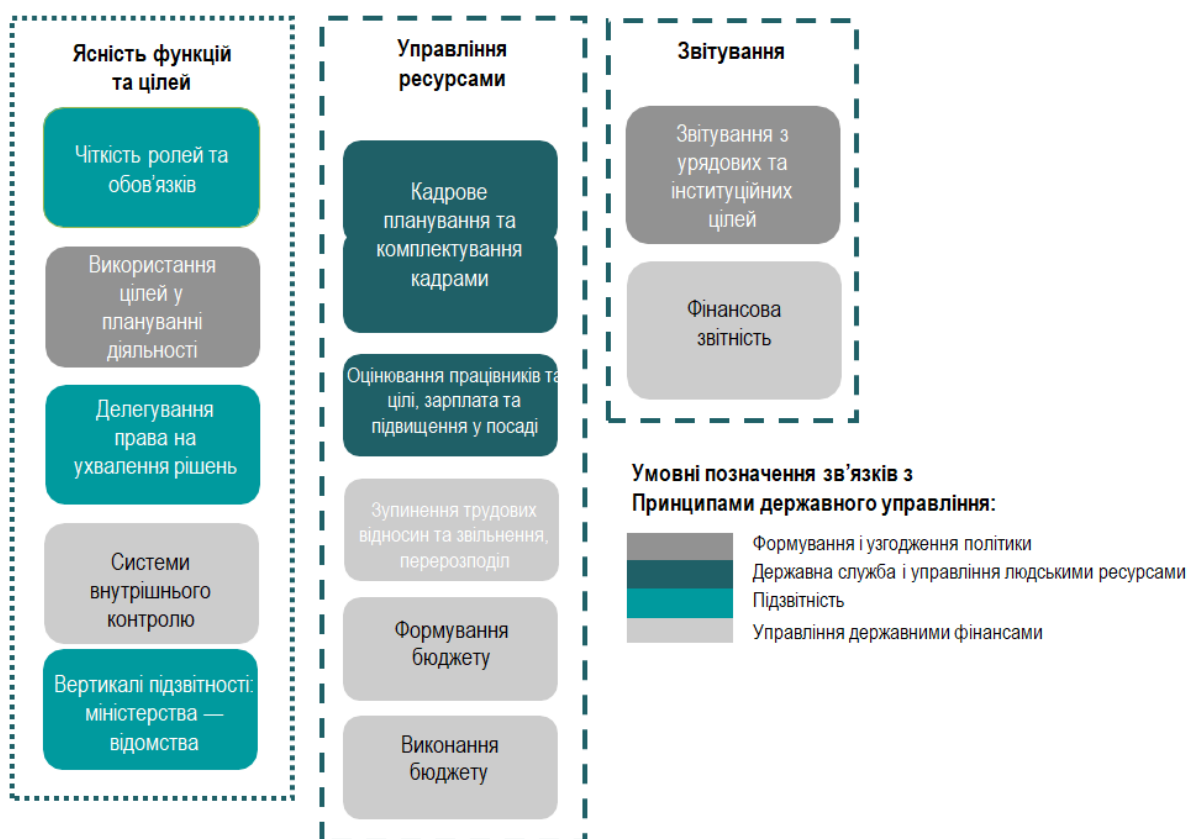 Ясність функцій
та цілей
Чіткість ролей та
обов’язків
Використання
цілей у
плануванні
діяльності
Делегування
права на
ухвалення рішень
Системи
внутрішнього
контролю
Вертикалі підзвітності:
міністерства —
відомства
Управління
ресурсами
Кадрове
планування та
комплектування
кадрами
Оцінювання працівників та
цілі, зарплата та
підвищення у посаді
Зупинення трудових
відносин та звільнення,
перерозподіл
Формування
бюджету
Виконання
бюджету
Звітування
Звітування з
урядових та
інституційних
цілей
Фінансова
звітність
Умовні позначення зв’язків з
Принципами державного управління:
Формування і узгодження політики
Державна служба і управління людськими ресурсами
Підзвітність
Управління державними фінансами